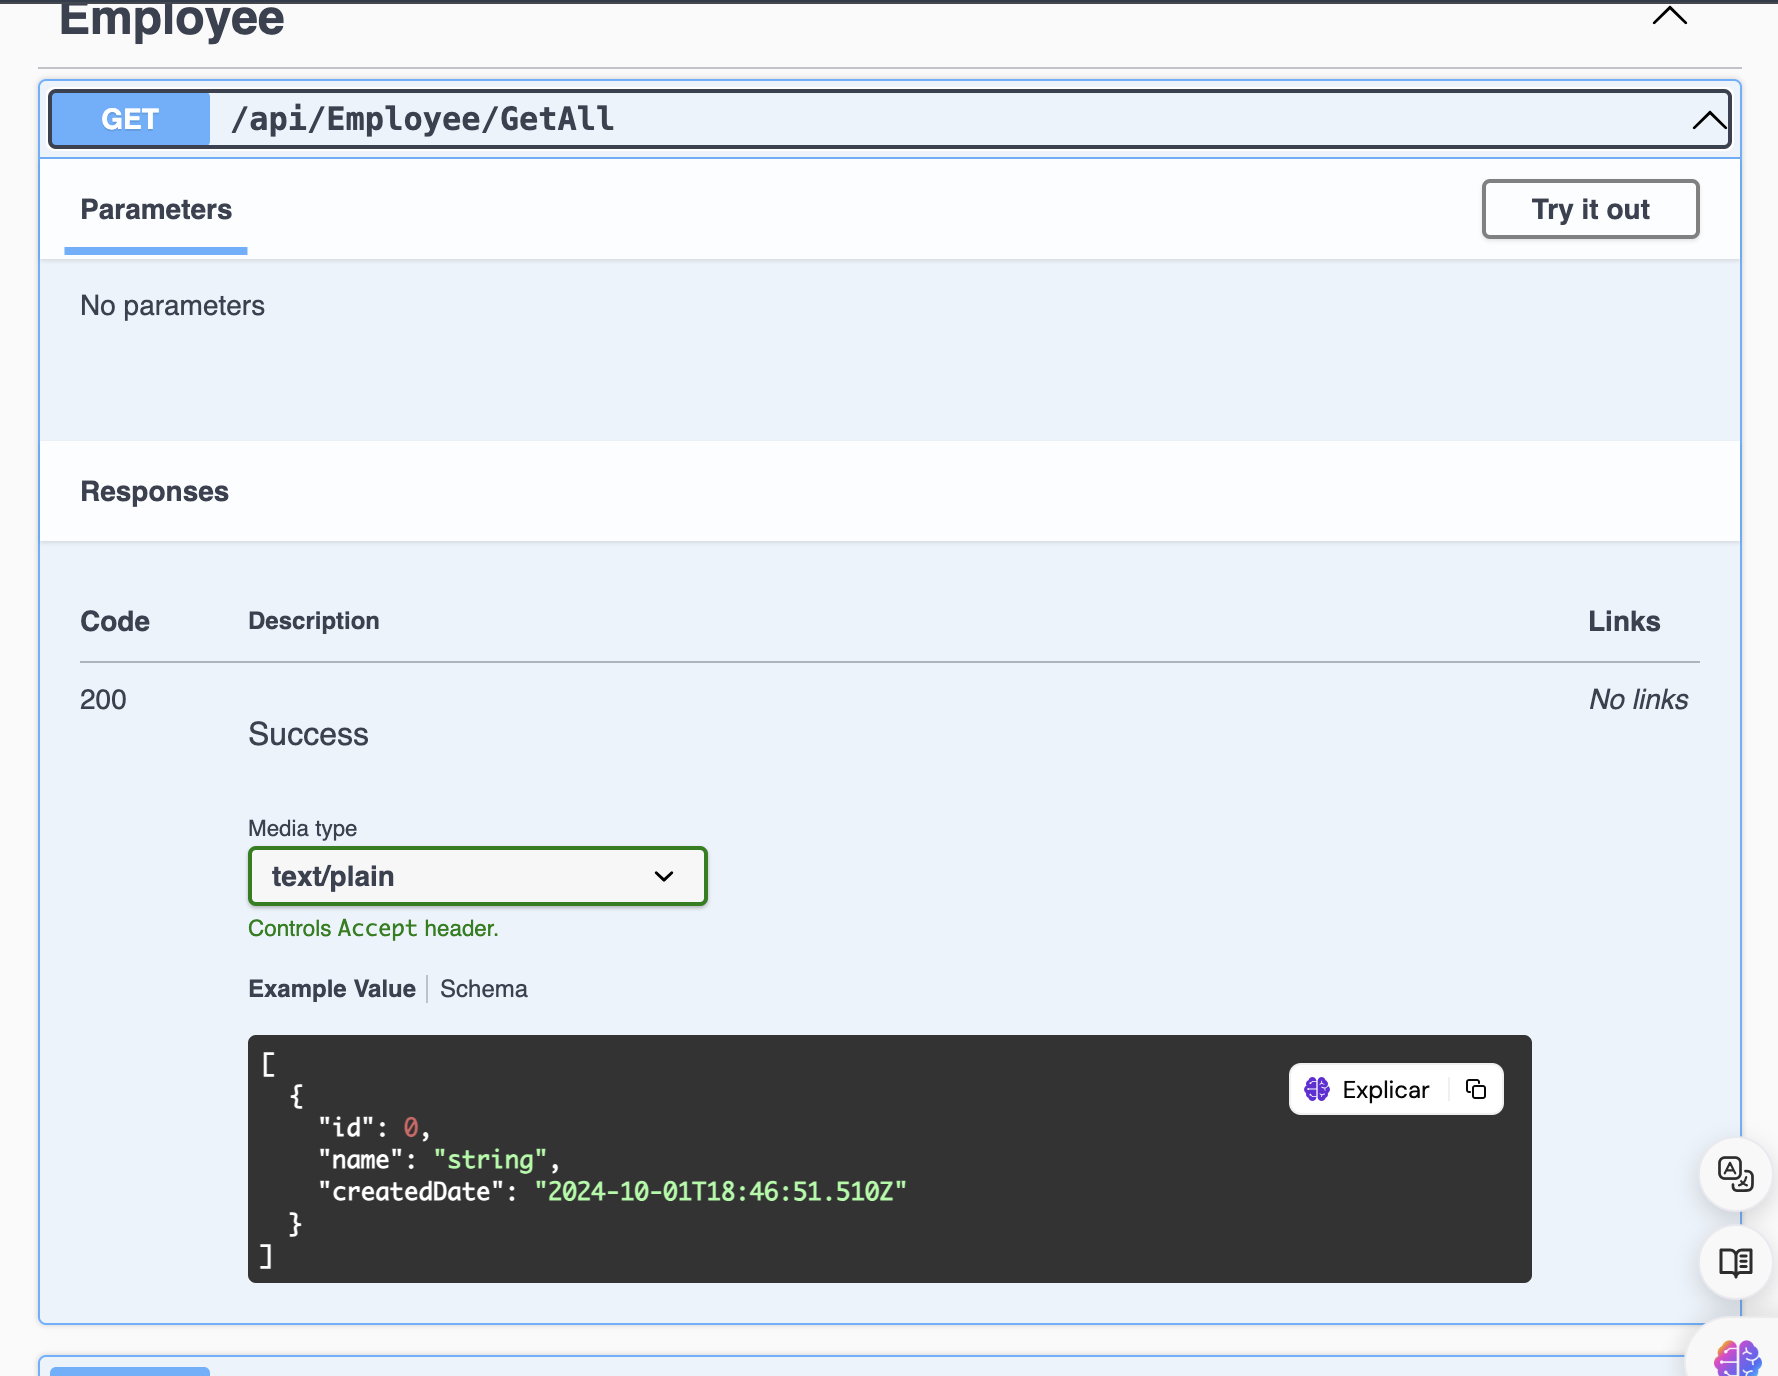 Employee
GET /api/Employee/GetAll
Parameters
Try it out
No parameters
Responses
Code Description Links
200 No links
Success
Media type
text/plain
Controls Accept header.
Example Value Schema
[
  {
    "id": 0,
    "name": "string",
    "createdDate": "2024-10-01T18:46:51.510Z"
  }
]
Explicar